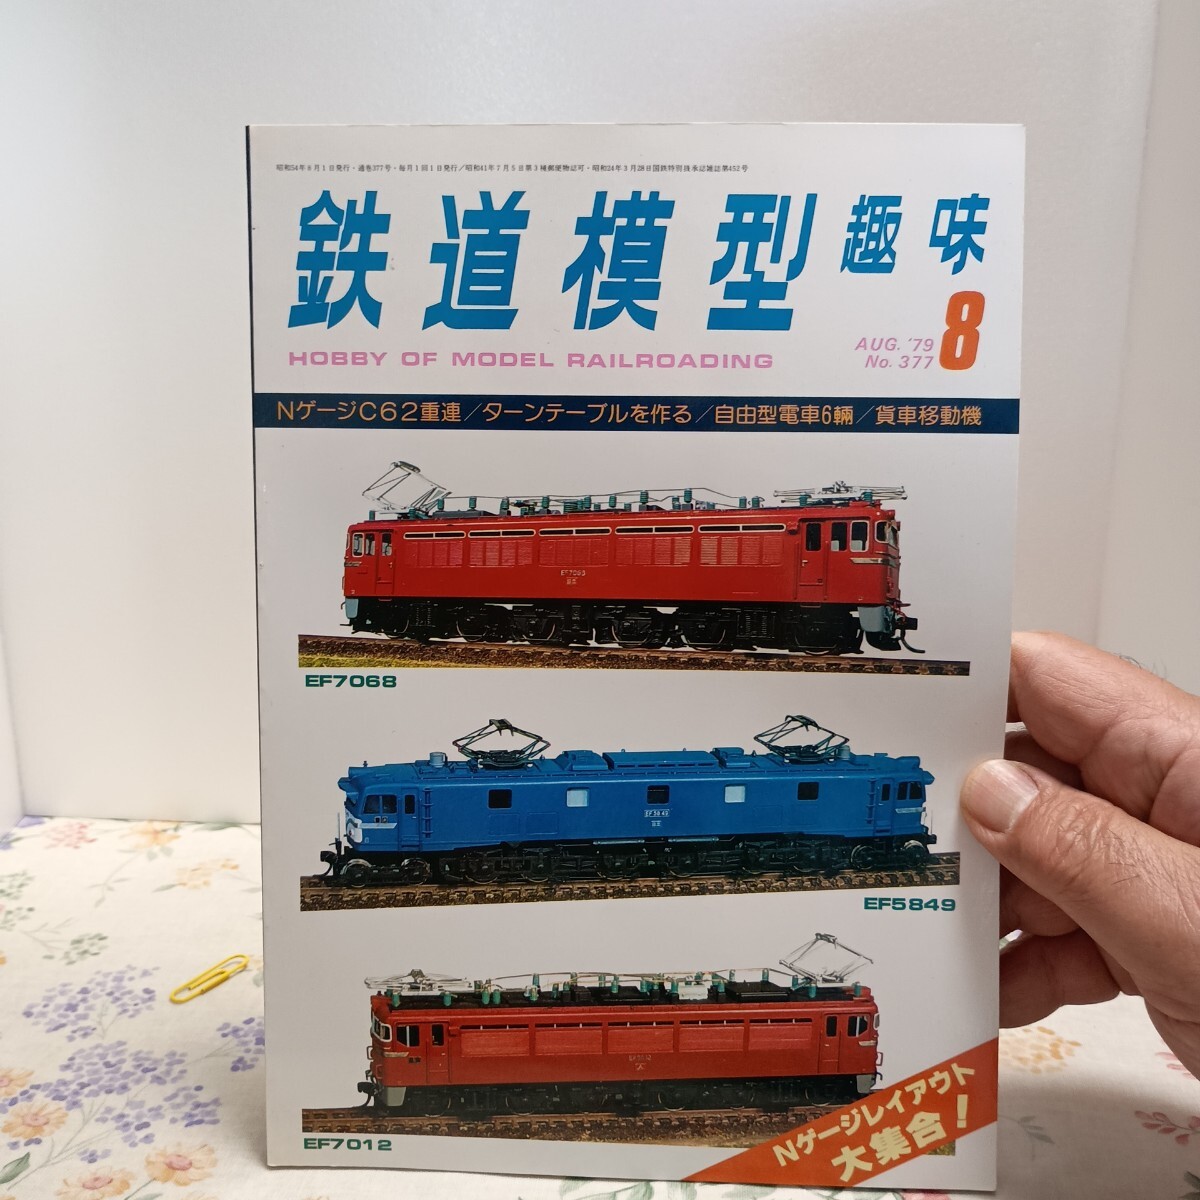 昭和54年8月1日発行・通巻377号・毎月1回1日発行/昭和41年7月5日第3種郵便物認可・昭和24年3月28日国鉄特別扱承認雑誌第452号
鉄道模型趣味
HOBBY OF MODEL RAILROADING
AUG. '79
No. 377
8
NゲージC62重連/ターンテーブルを作る/自由型電車6輛/貨車移動機
EF7068
EF 58 49
EF5849
EF7012
Nゲージレイアウト
大集合!